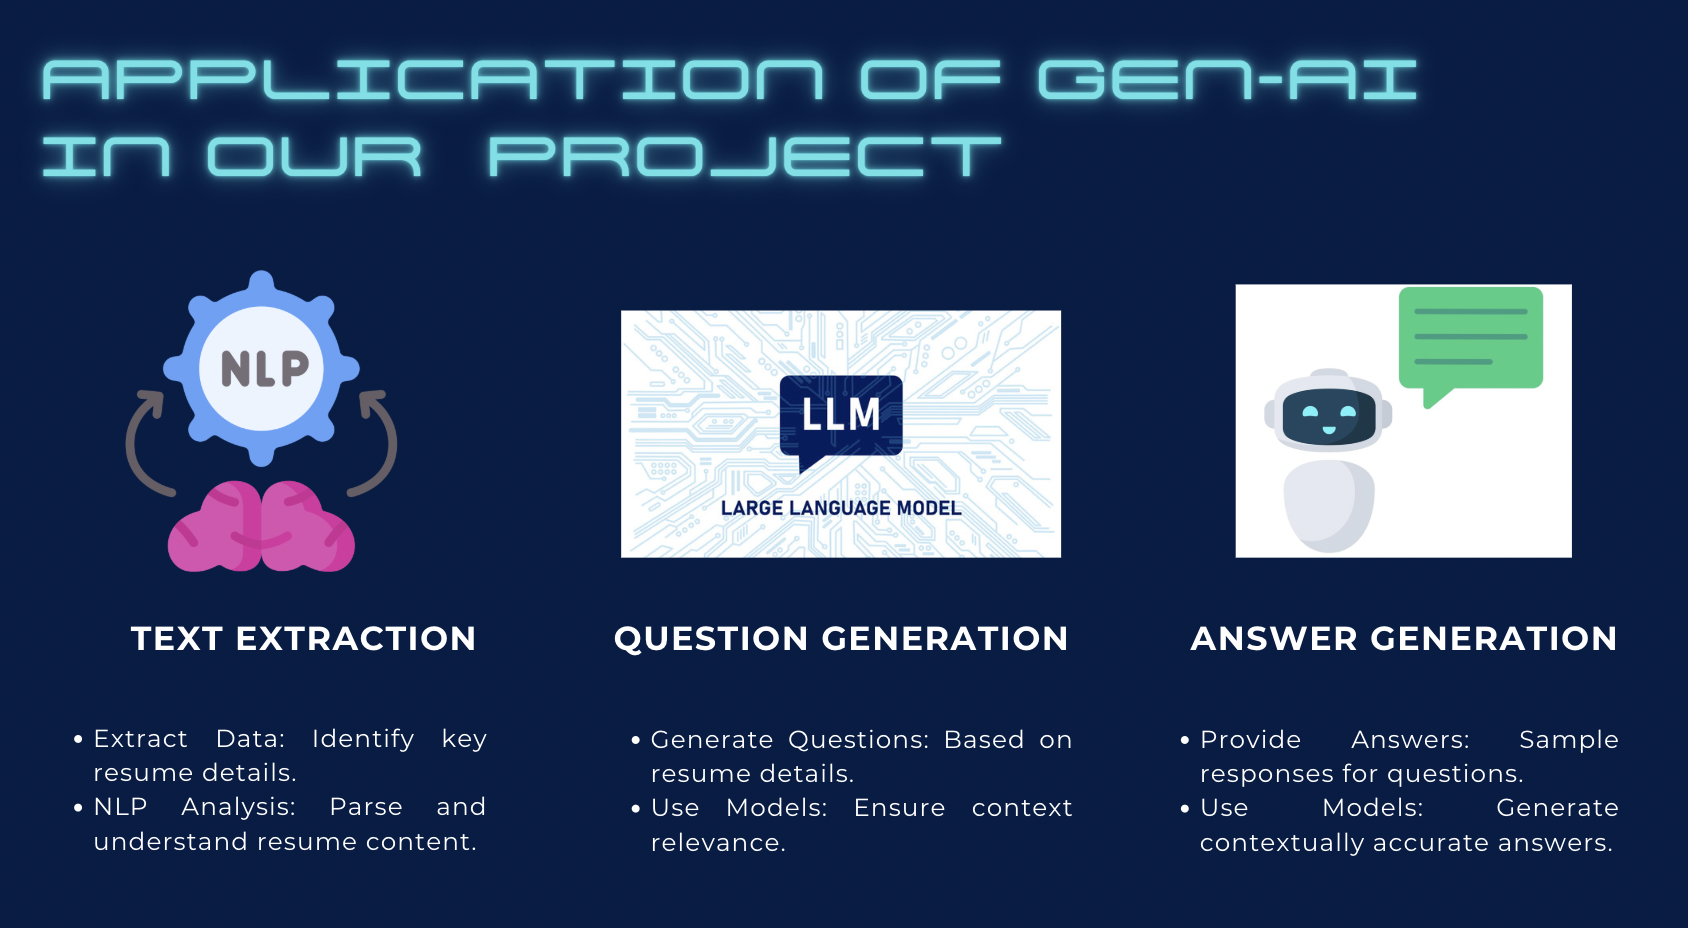 APPLICATION OF GEN-AI
IN OUR PROJECT
NLP
LLM
LARGE LANGUAGE MODEL
TEXT EXTRACTION
• Extract Data: Identify key
resume details.
• NLP Analysis: Parse and
understand resume content.
QUESTION GENERATION
• Generate Questions: Based on
resume details.
• Use Models: Ensure context
relevance.
ANSWER GENERATION
• Provide Answers: Sample
responses for questions.
• Use Models: Generate
contextually accurate answers.